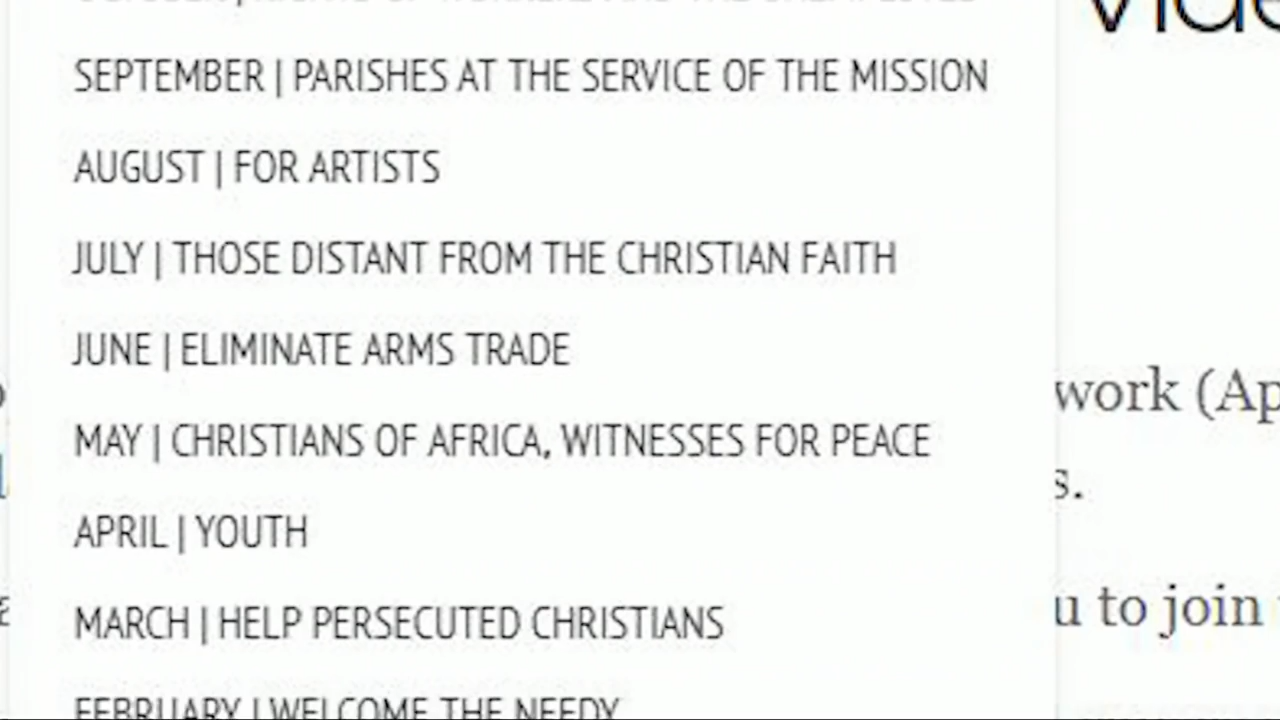 SEPTEMBER | PARISHES AT THE SERVICE OF THE MISSION
AUGUST | FOR ARTISTS
JULY | THOSE DISTANT FROM THE CHRISTIAN FAITH
JUNE | ELIMINATE ARMS TRADE
work (Ap
MAY | CHRISTIANS OF AFRICA, WITNESSES FOR PEACE
s.
APRIL | YOUTH
u to join
MARCH | HELP PERSECUTED CHRISTIANS
FEBRUARY | WELCOME THE NEEDY